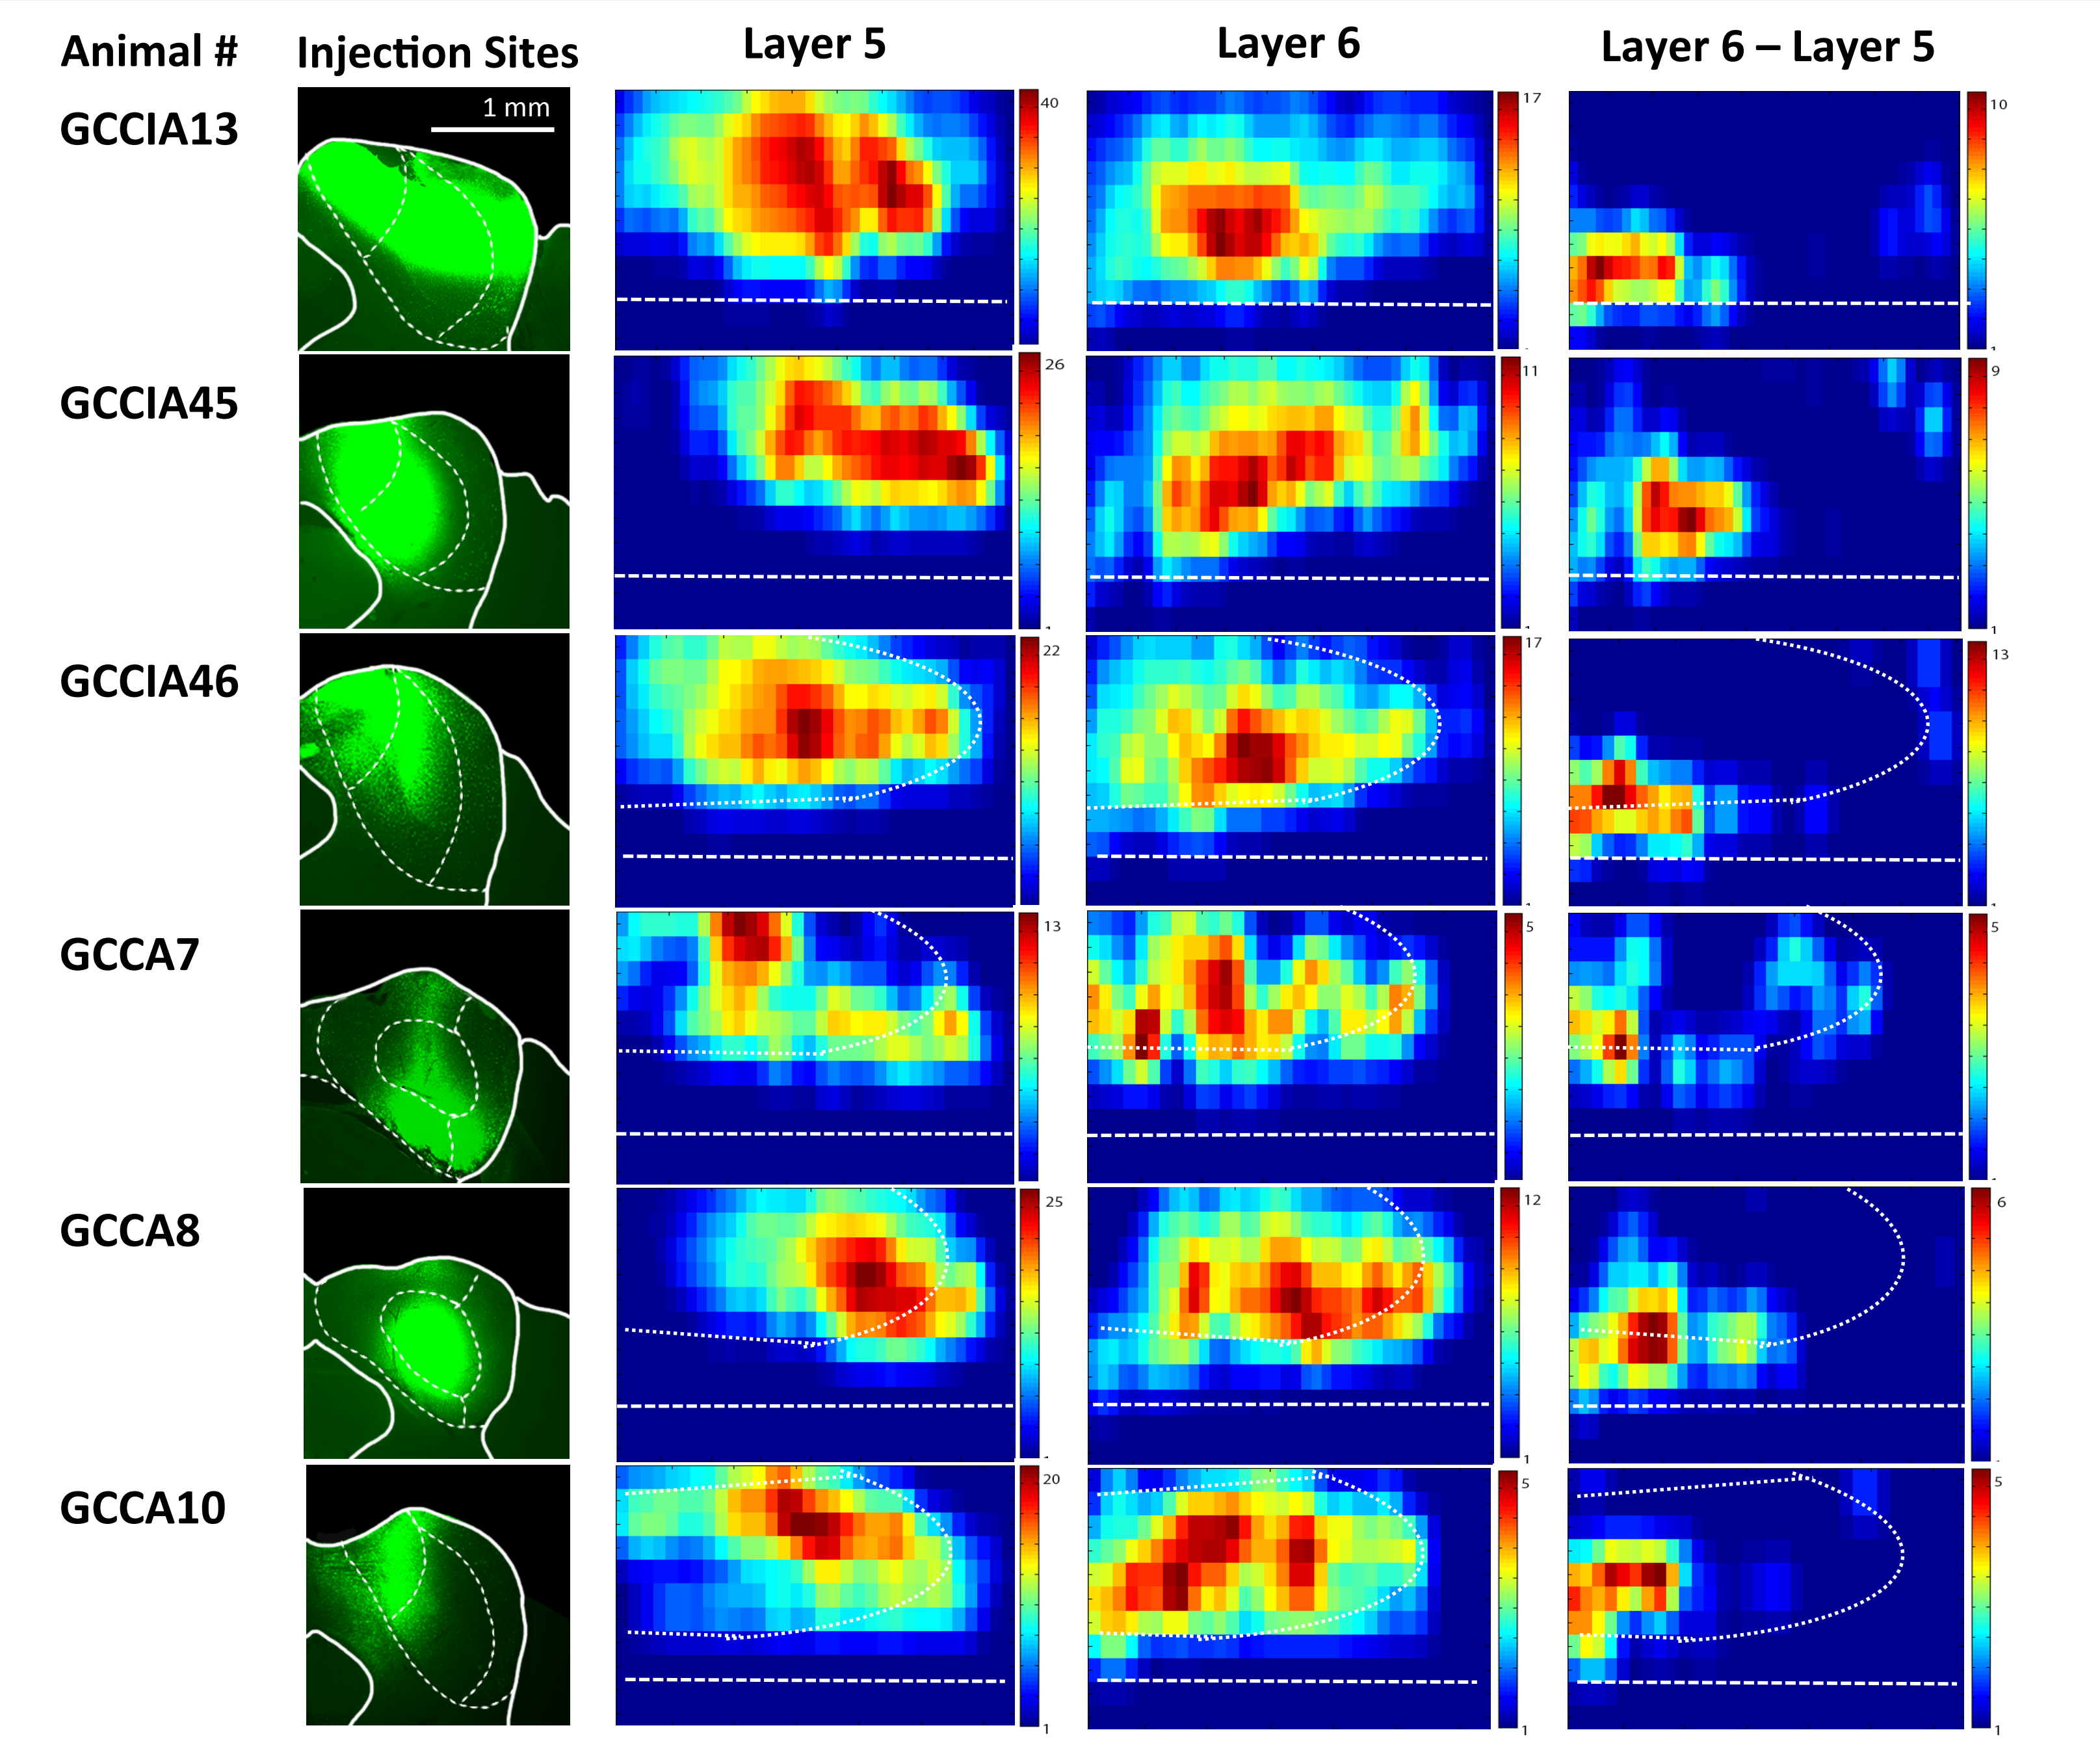 Animal # Injection Sites Layer 5 Layer 6 Layer 6 – Layer 5
GCCIA13 1 mm 40 17 10
1
GCCIA45 26 11 9
1
GCCIA46 22 17 13
1
GCCA7 13 5 5
GCCA8 25 12 6
1
GCCA10 20 5 5
1 1 1